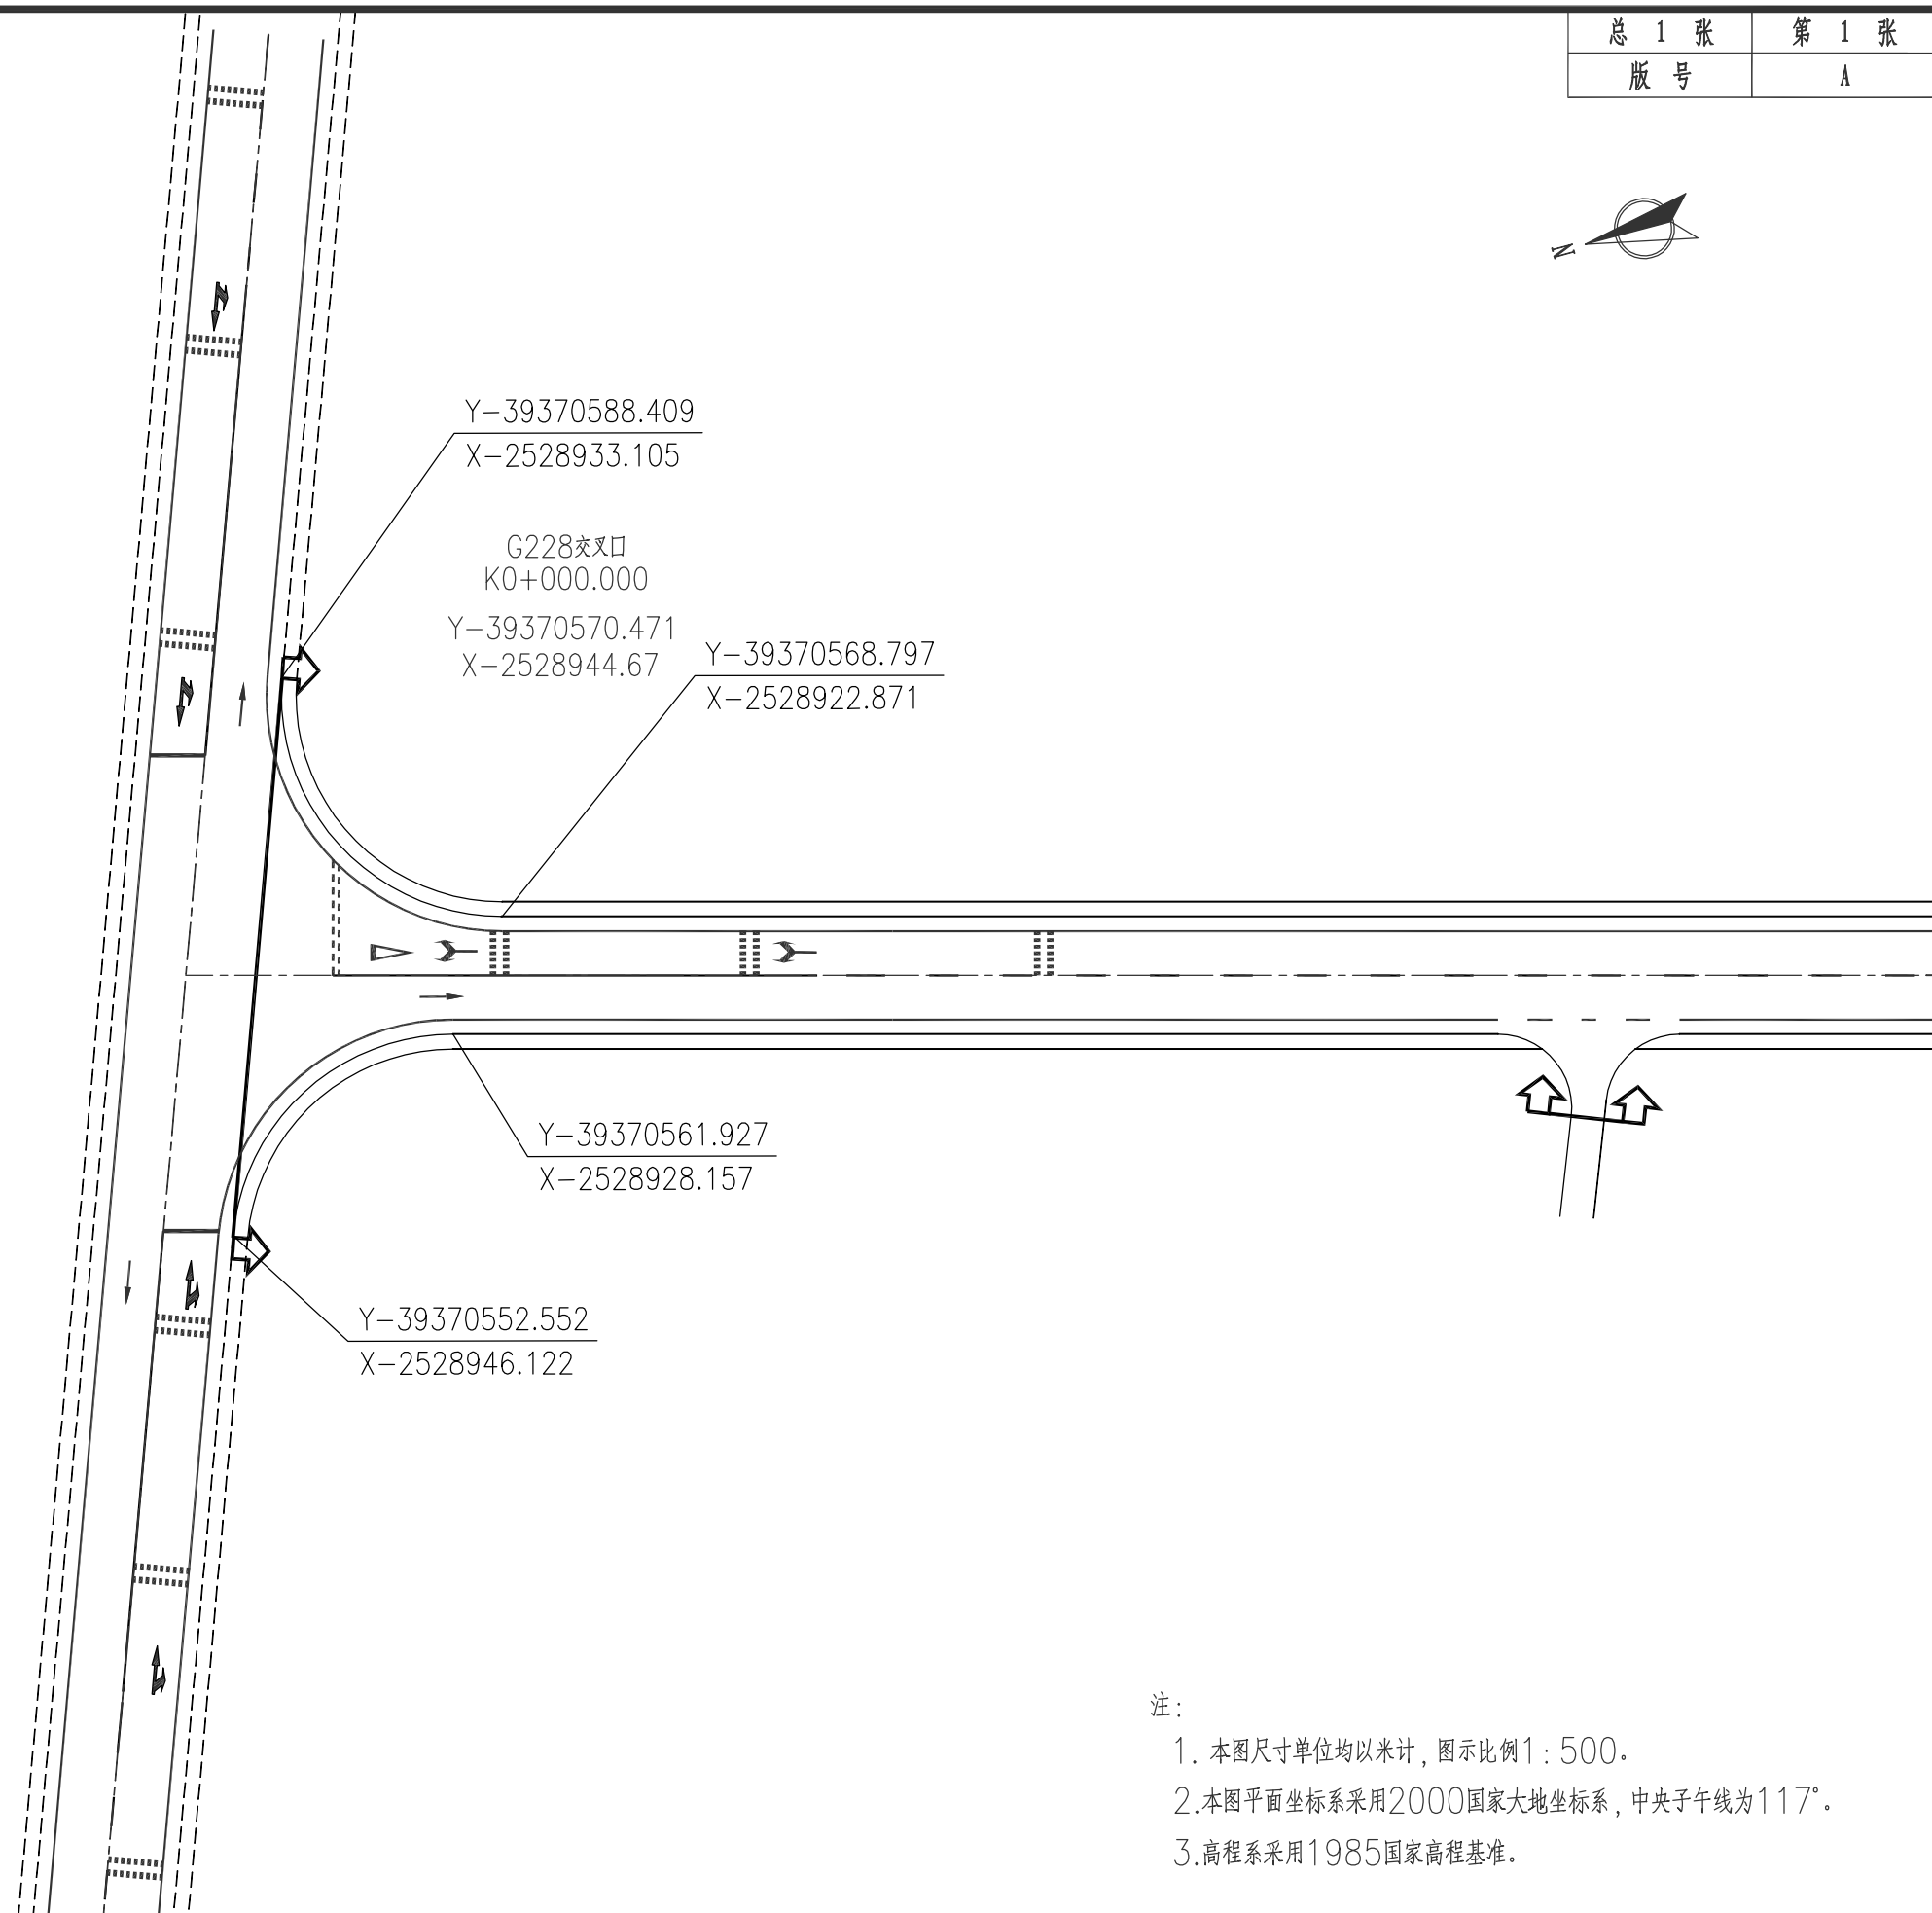 总 1 张 第 1 张
版 号 A
N
Y-39370588.409
X-2528933.105
G228交叉口
K0+000.000
Y-39370570.471
X-2528944.67
Y-39370568.797
X-2528922.871
Y-39370561.927
X-2528928.157
Y-39370552.552
X-2528946.122
注:
1. 本图尺寸单位均以米计,图示比例1:500。
2.本图平面坐标系采用2000国家大地坐标系,中央子午线为117°。
3.高程系采用1985国家高程基准。